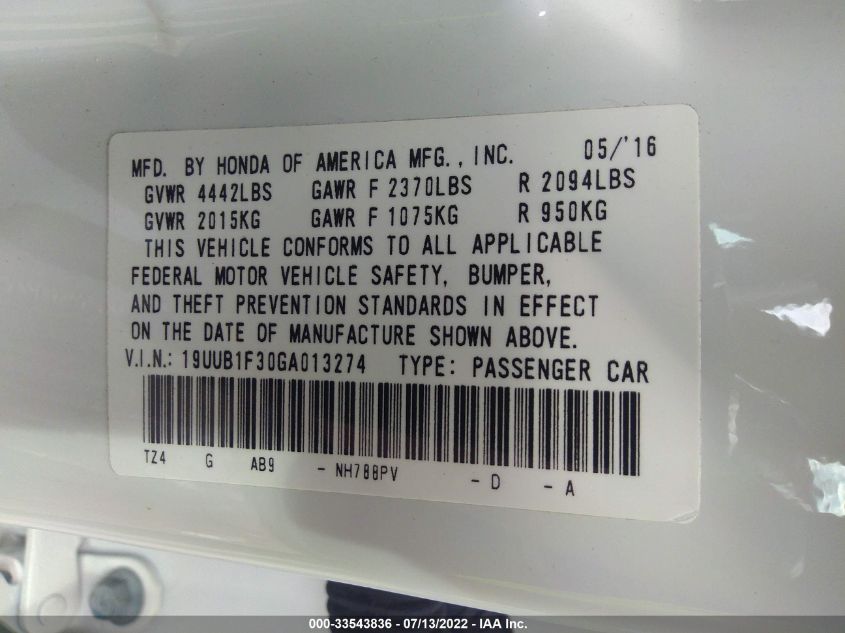 MFD. BY HONDA OF AMERICA MFG., INC. 05/'16
GVWR 4442LBS GAWR F 2370LBS R 2094LBS
GVWR 2015KG GAWR F 1075KG R 950KG
THIS VEHICLE CONFORMS TO ALL APPLICABLE
FEDERAL MOTOR VEHICLE SAFETY, BUMPER,
AND THEFT PREVENTION STANDARDS IN EFFECT
ON THE DATE OF MANUFACTURE SHOWN ABOVE.
V.I.N.: 19UUB1F30GA013274 TYPE: PASSENGER CAR
TZ4 G AB9 - NH788PV - D - A
000-33543836 - 07/13/2022 - IAA Inc.